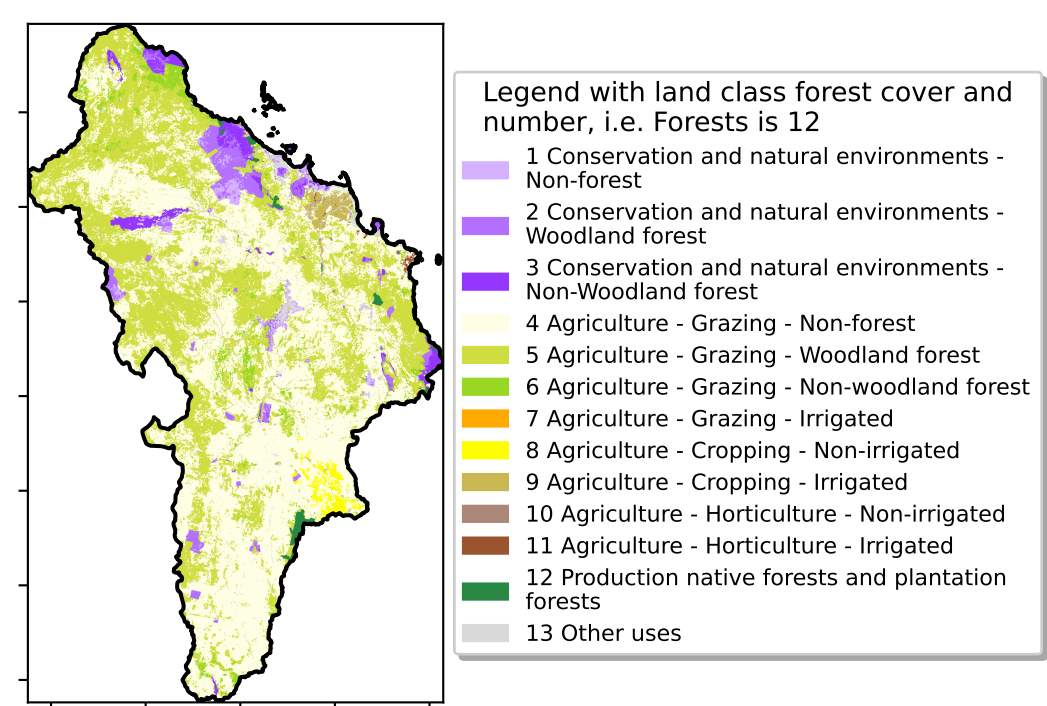 Legend with land class forest cover and
number, i.e. Forests is 12
1 Conservation and natural environments -
Non-forest
2 Conservation and natural environments -
Woodland forest
3 Conservation and natural environments -
Non-Woodland forest
4 Agriculture - Grazing - Non-forest
5 Agriculture - Grazing - Woodland forest
6 Agriculture - Grazing - Non-woodland forest
7 Agriculture - Grazing - Irrigated
8 Agriculture - Cropping - Non-irrigated
9 Agriculture - Cropping - Irrigated
10 Agriculture - Horticulture - Non-irrigated
11 Agriculture - Horticulture - Irrigated
12 Production native forests and plantation
forests
13 Other uses